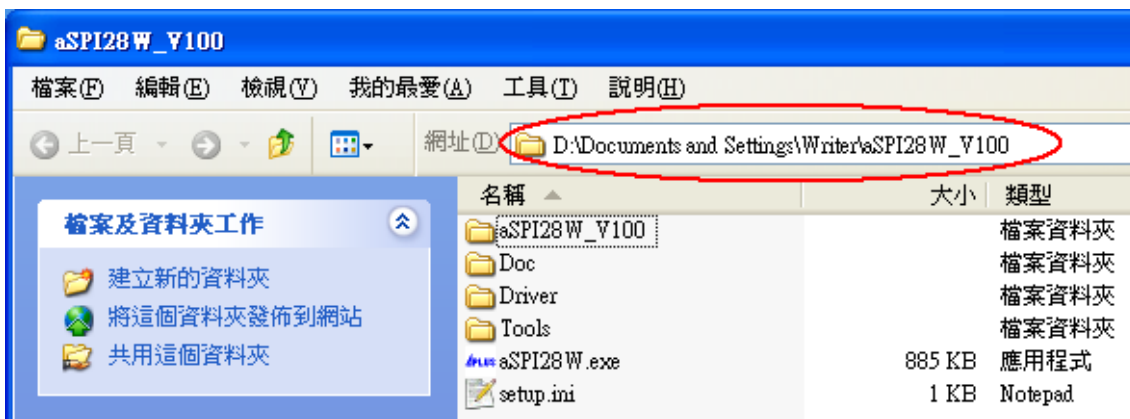 aSPI28W_V100
檔案(F) 編輯(E) 檢視(V) 我的最愛(A) 工具(T) 說明(H)
上一頁 網址(D) D:\Documents and Settings\Writer\aSPI28W_V100
名稱 大小 類型
檔案及資料夾工作
建立新的資料夾
將這個資料夾發佈到網站
共用這個資料夾
aSPI28W_V100 檔案資料夾
Doc 檔案資料夾
Driver 檔案資料夾
Tools 檔案資料夾
aSPI28W.exe 885 KB 應用程式
setup.ini 1 KB Notepad